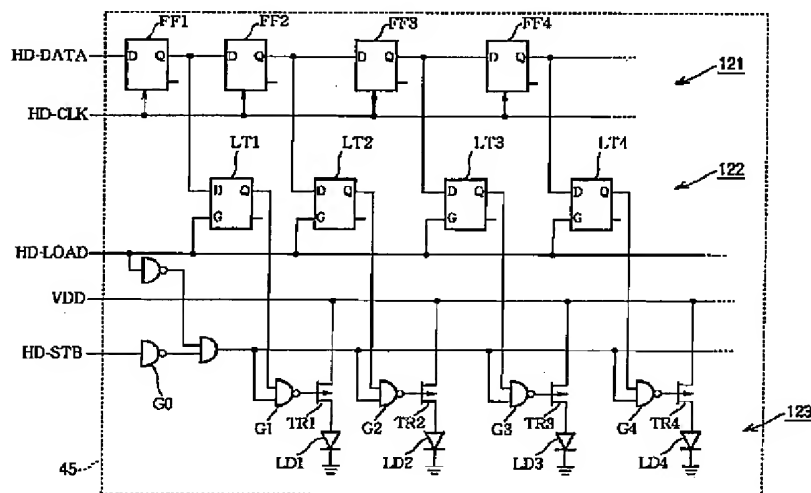 FF1 FF2 FF3 FF4
HD-DATA D Q D Q D Q D Q
121
HD-CLK
LT1 LT2 LT3 LT4
122
D Q D Q D Q D Q
G G G G
HD-LOAD
VDD
HD-STB
G0
G1 TR1 G2 TR2 G3 TR3 G4 TR4
123
45 LD1 LD2 LD3 LD4